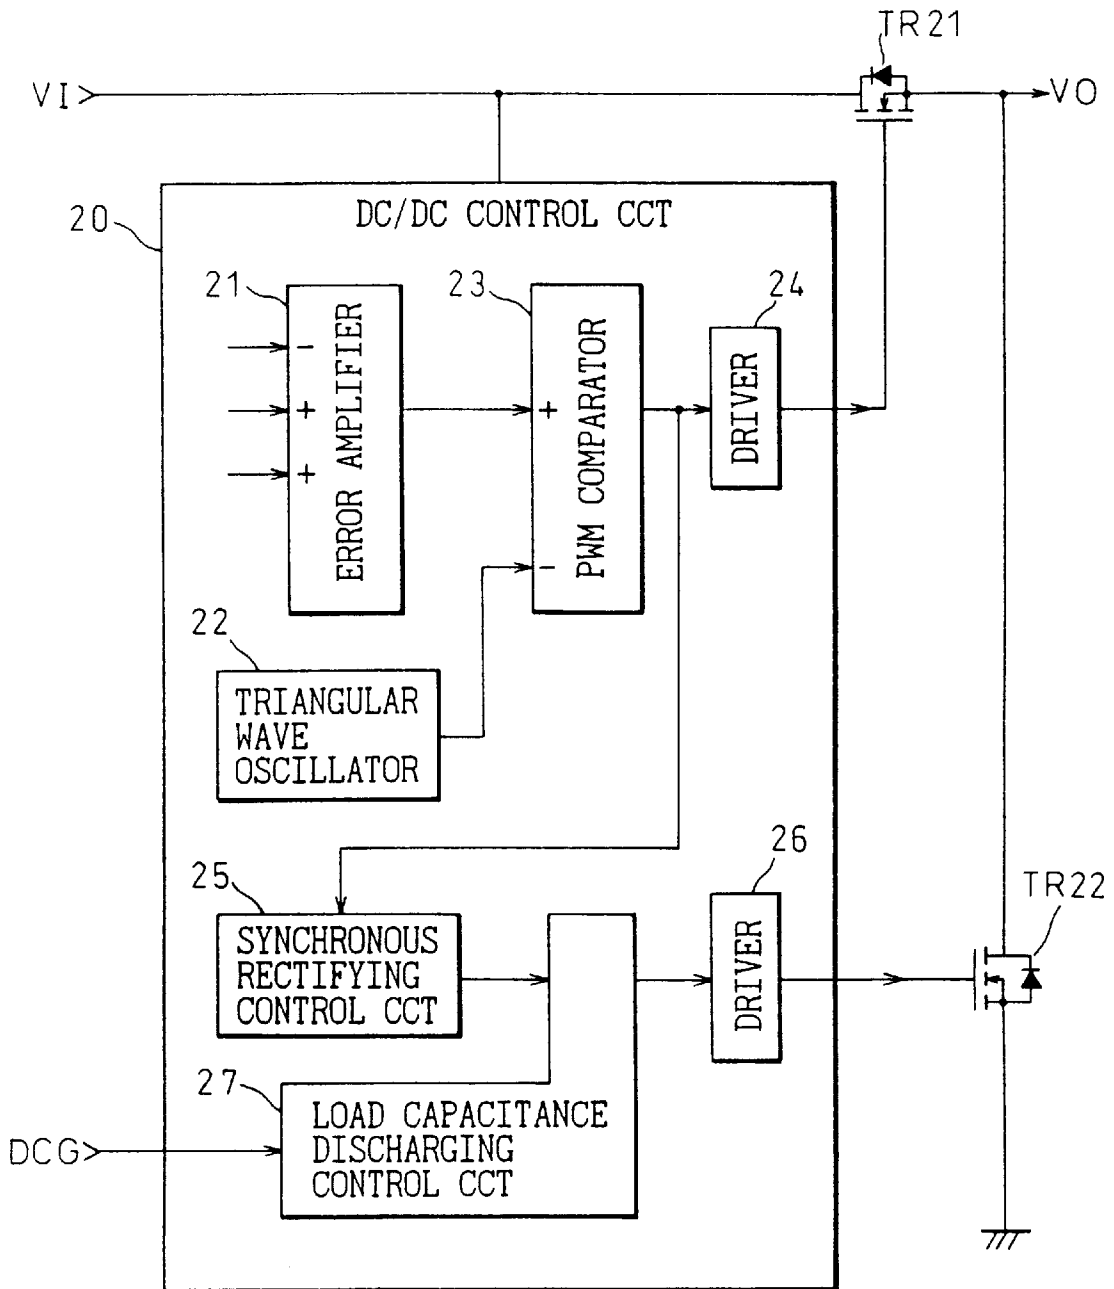 TR21
VI
VO
20
DC/DC CONTROL CCT
21
23
24
-
+
+
ERROR AMPLIFIER
+
-
PWM COMPARATOR
DRIVER
22
TRIANGULAR
WAVE
OSCILLATOR
25
26
TR22
SYNCHRONOUS
RECTIFYING
CONTROL CCT
DRIVER
27
LOAD CAPACITANCE
DISCHARGING
CONTROL CCT
DCG